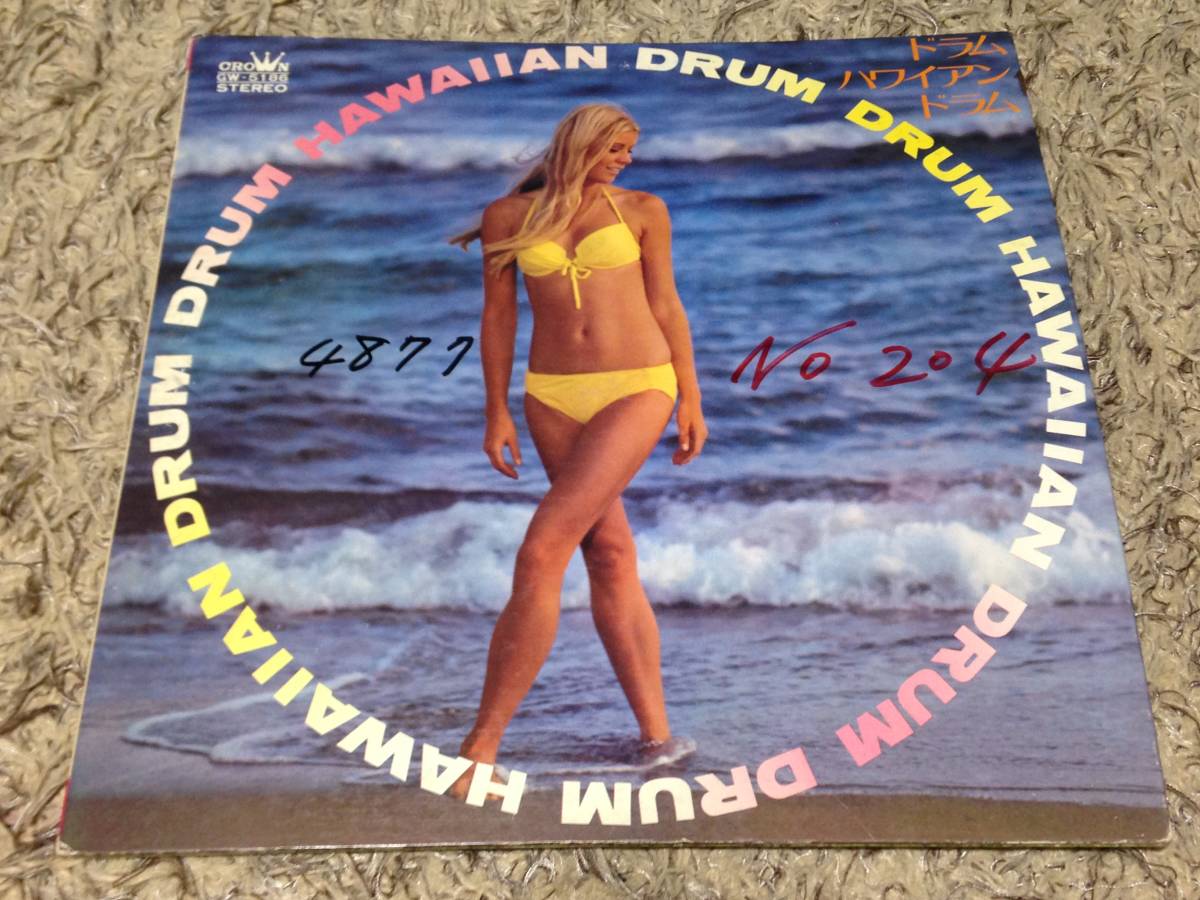 CROWN
GW-5186
STEREO
ドラム
ハワイアン
ドラム
HAWAIIAN DRUM DRUM HAWAIIAN DRUM DRUM HAWAIIAN DRUM DRUM
4877
No 204